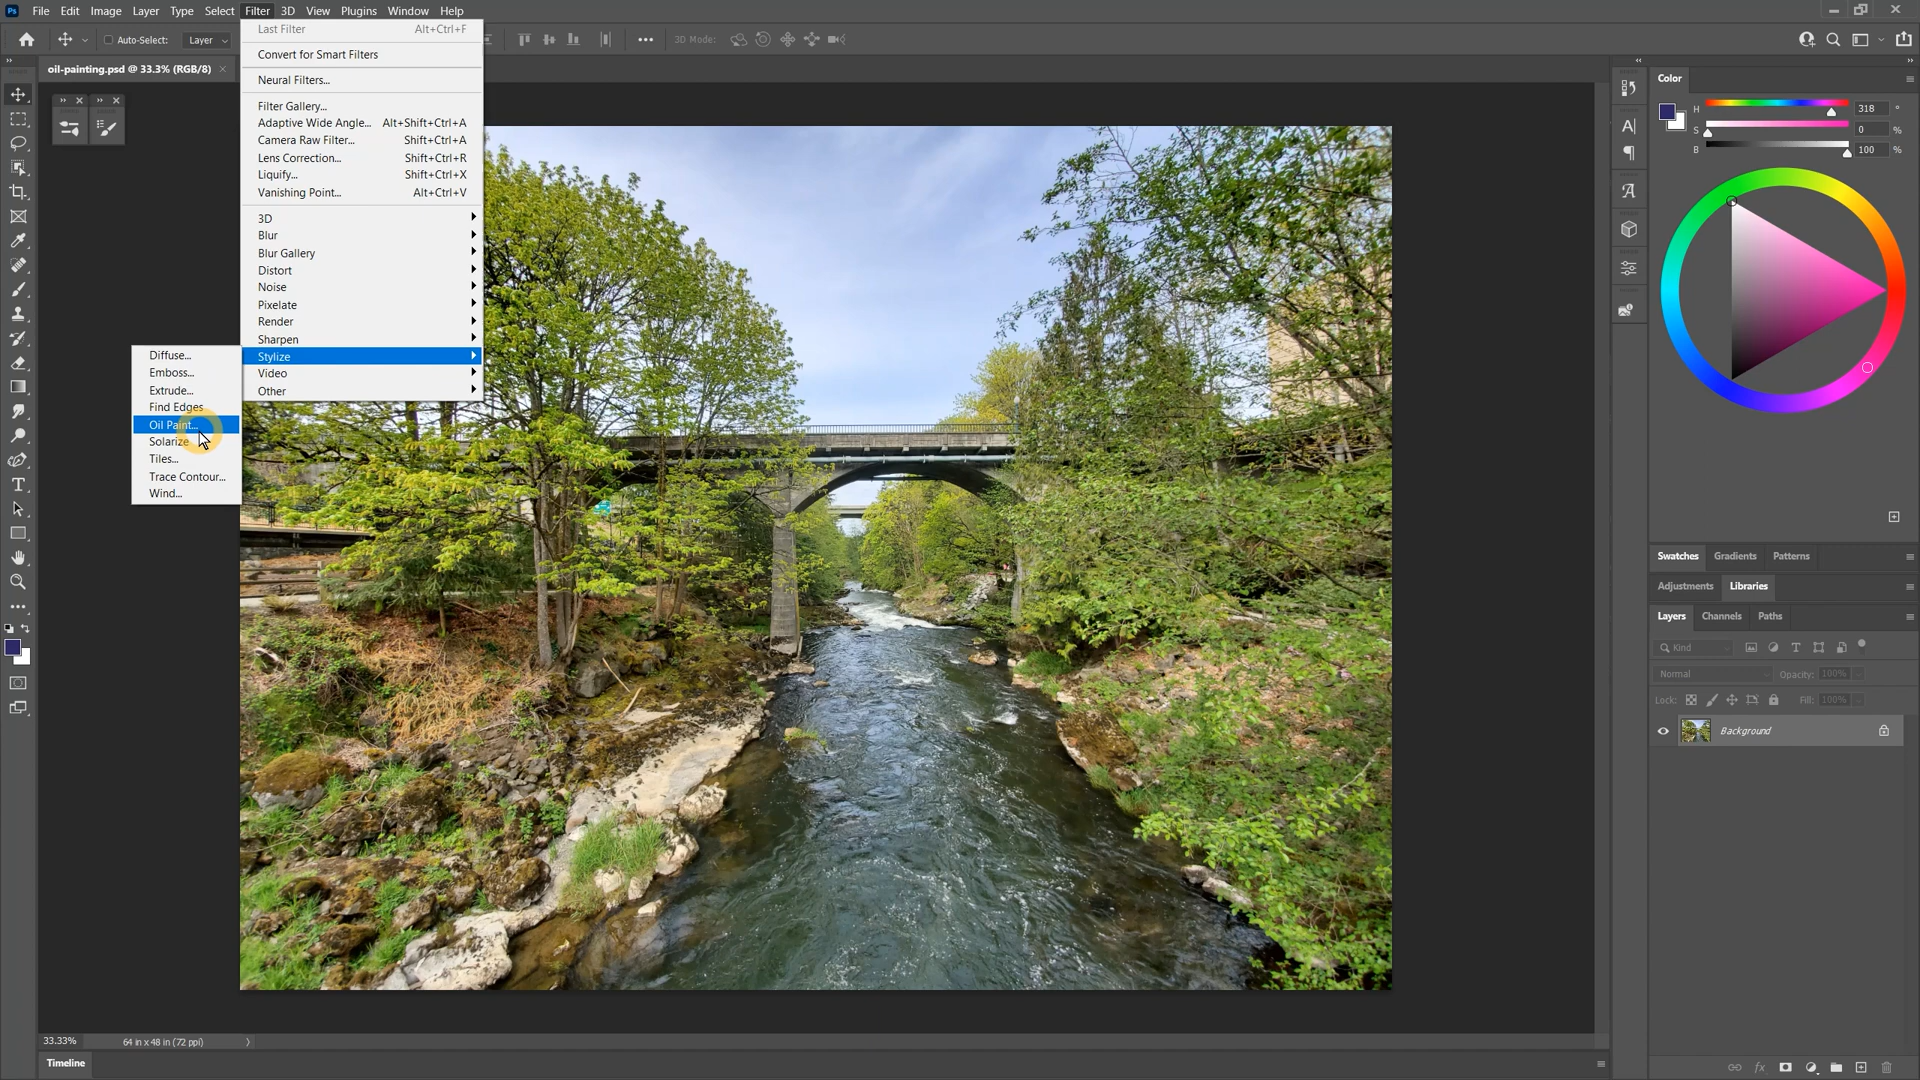 Ps File Edit Image Layer Type Select Filter 3D View Plugins Window Help
Auto-Select: Layer 3D Mode:
oil-painting.psd @ 33.3% (RGB/8)
Last Filter Alt+Ctrl+F
Convert for Smart Filters
Neural Filters...
Filter Gallery...
Adaptive Wide Angle... Alt+Shift+Ctrl+A
Camera Raw Filter... Shift+Ctrl+A
Lens Correction... Shift+Ctrl+R
Liquify... Shift+Ctrl+X
Vanishing Point... Alt+Ctrl+V
3D
Blur
Blur Gallery
Distort
Noise
Pixelate
Render
Sharpen
Stylize
Video
Other
Diffuse...
Emboss...
Extrude...
Find Edges
Oil Paint...
Solarize
Tiles...
Trace Contour...
Wind...
Color
H 318 °
S 0 %
B 100 %
Swatches Gradients Patterns
Adjustments Libraries
Layers Channels Paths
Kind
Normal Opacity: 100%
Lock: Fill: 100%
Background
33.33% 64 in x 48 in (72 ppi)
Timeline